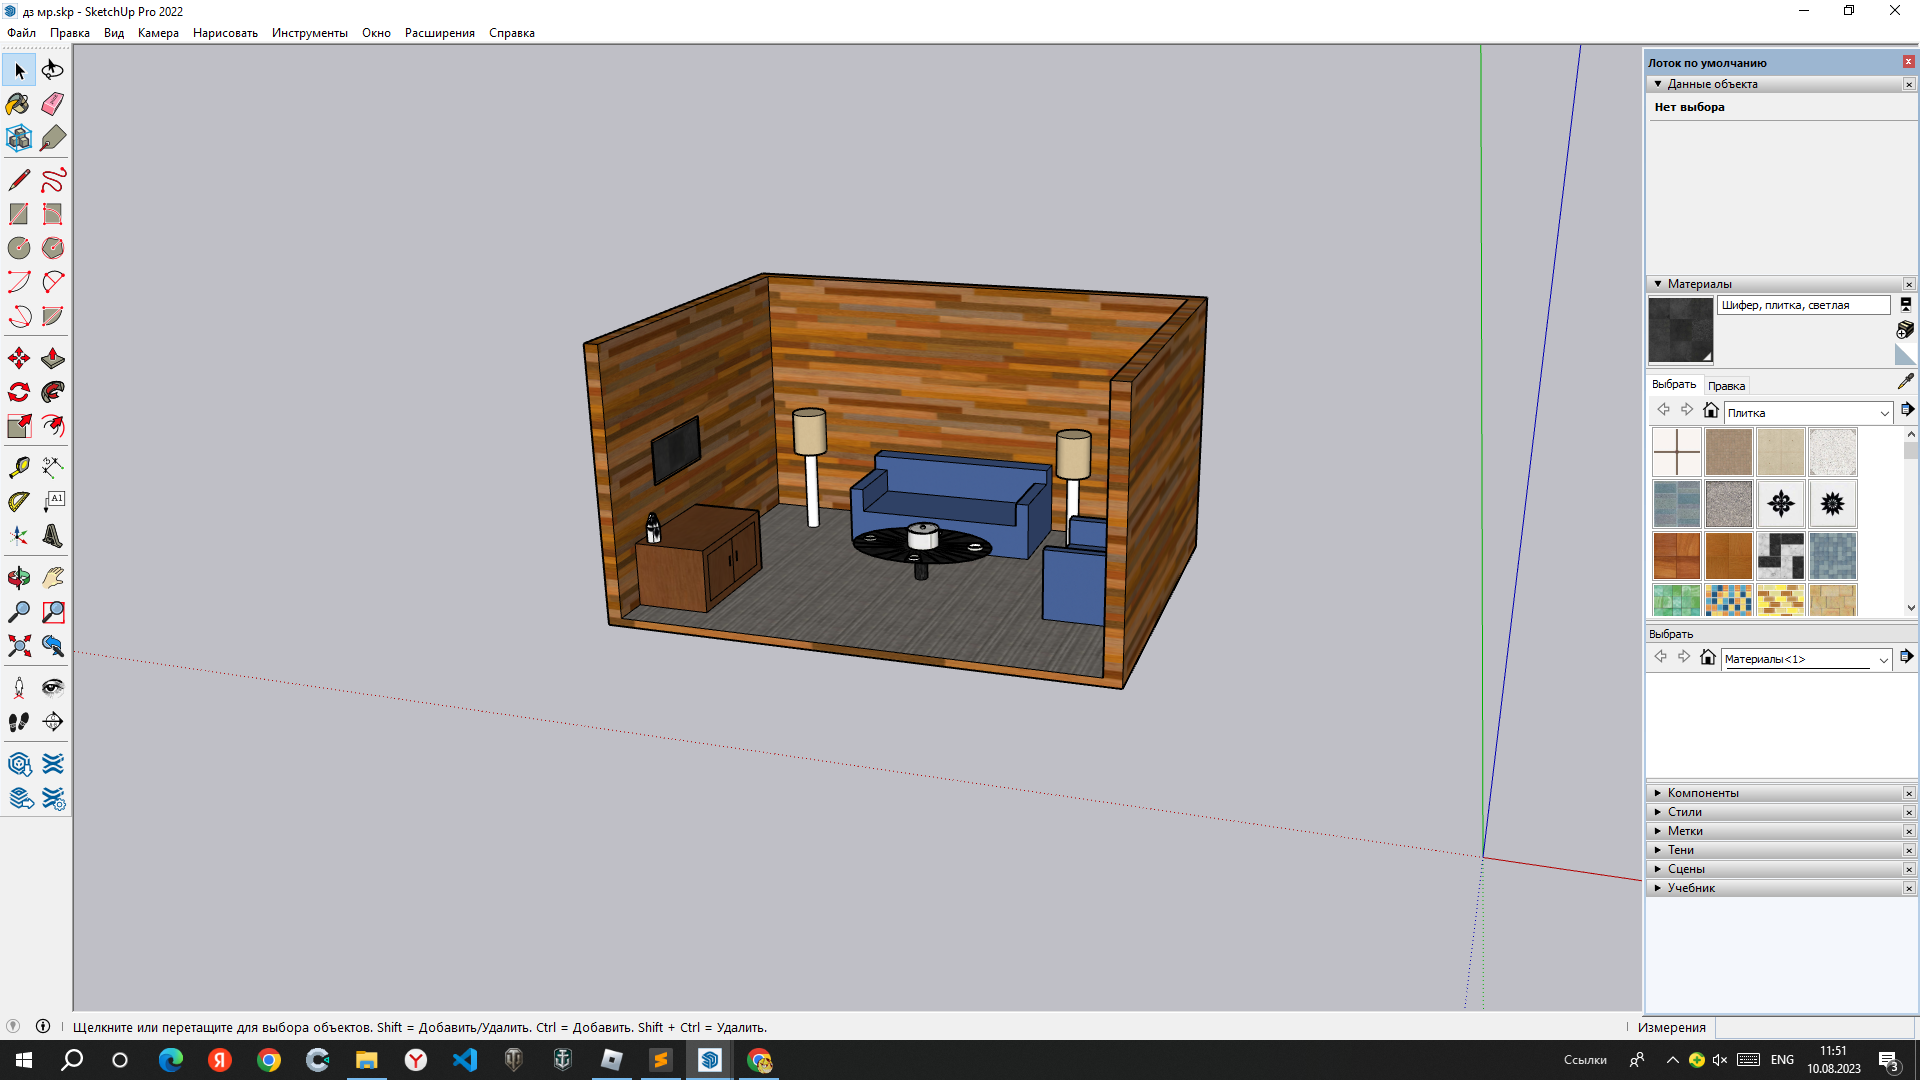 дз мр.skp - SketchUp Pro 2022
Файл Правка Вид Камера Нарисовать Инструменты Окно Расширения Справка
Лоток по умолчанию
Данные объекта
Нет выбора
Материалы
Шифер, плитка, светлая
Выбрать Правка
Плитка
A1
Выбрать
Материалы<1>
Компоненты
Стили
Метки
Тени
Сцены
Учебник
Щелкните или перетащите для выбора объектов. Shift = Добавить/Удалить. Ctrl = Добавить. Shift + Ctrl = Удалить.
Измерения
Ссылки
ENG
11:51
10.08.2023
3